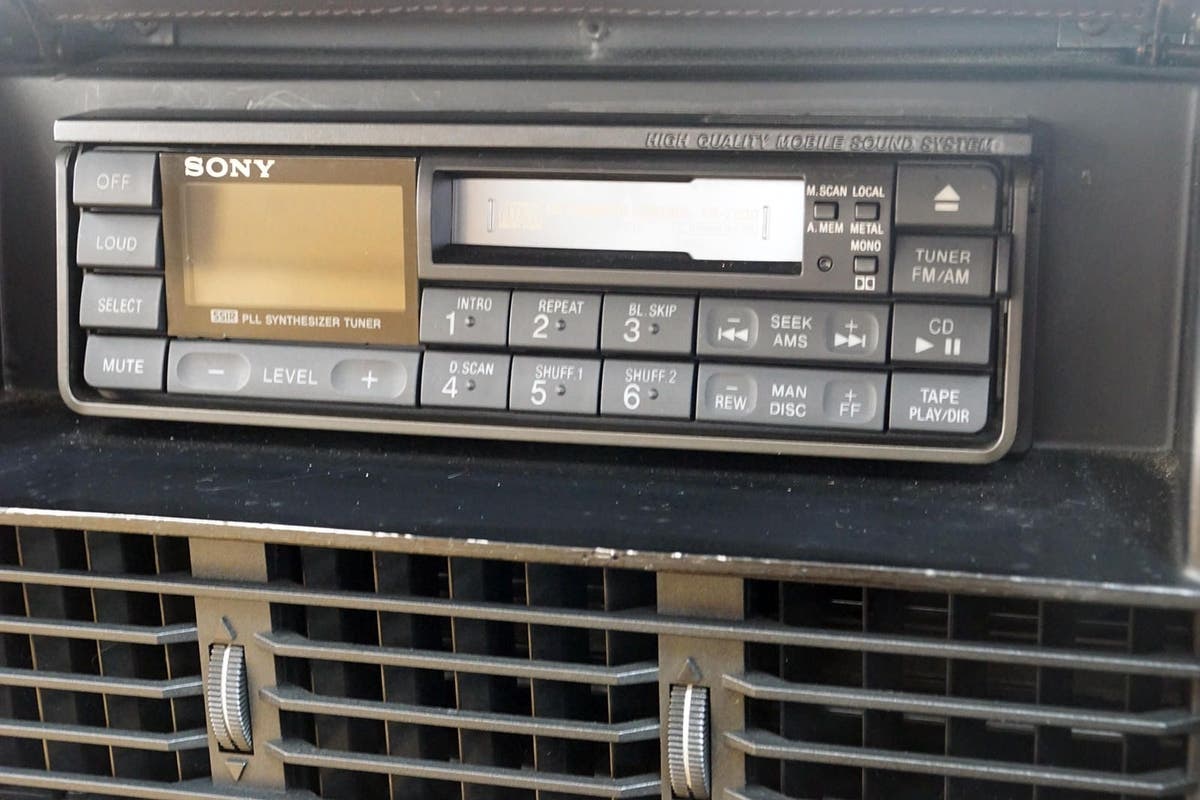 HIGH QUALITY MOBILE SOUND SYSTEM
OFF
SONY
M.SCAN LOCAL
A.MEM METAL
MONO
LOUD
TUNER
FM/AM
SELECT
SSIR PLL SYNTHESIZER TUNER
INTRO
1
REPEAT
2
BL.SKIP
3
− SEEK +
AMS
CD
MUTE
− LEVEL +
D.SCAN
4
SHUFF.1
5
SHUFF.2
6
− MAN +
REW DISC FF
TAPE
PLAY/DIR